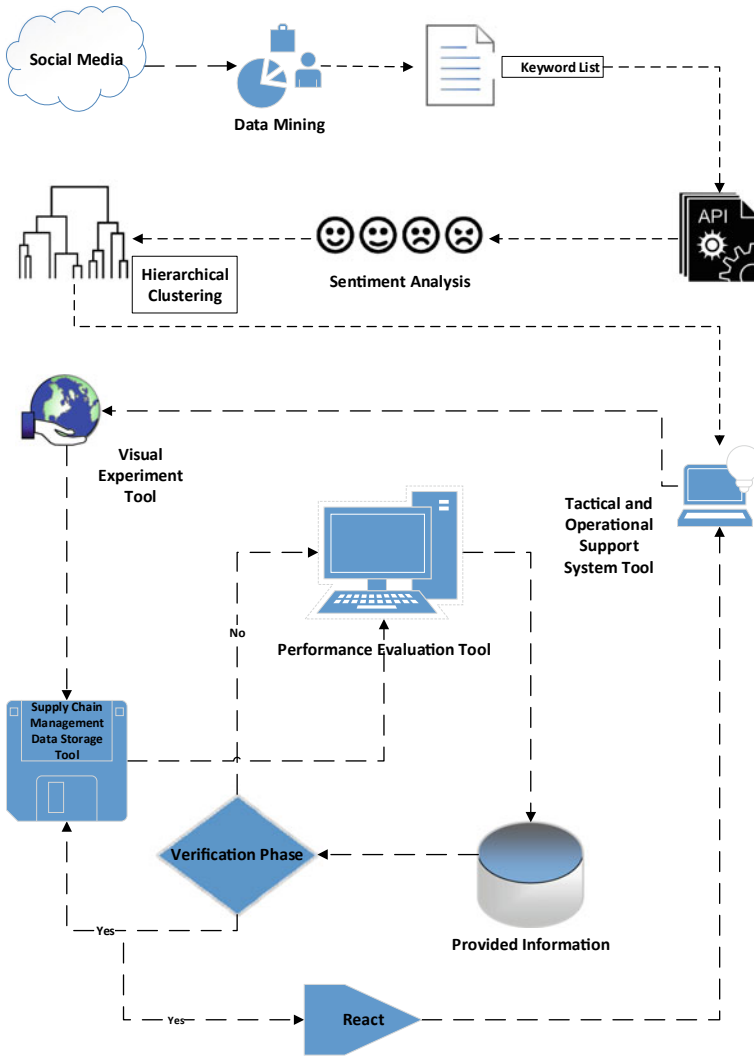 Social Media
Data Mining
Keyword List
API
Sentiment Analysis
Hierarchical
Clustering
Visual
Experiment
Tool
Tactical and
Operational
Support
System Tool
No
Performance Evaluation Tool
Supply Chain
Management
Data Storage
Tool
Verification Phase
Provided Information
Yes
Yes
React